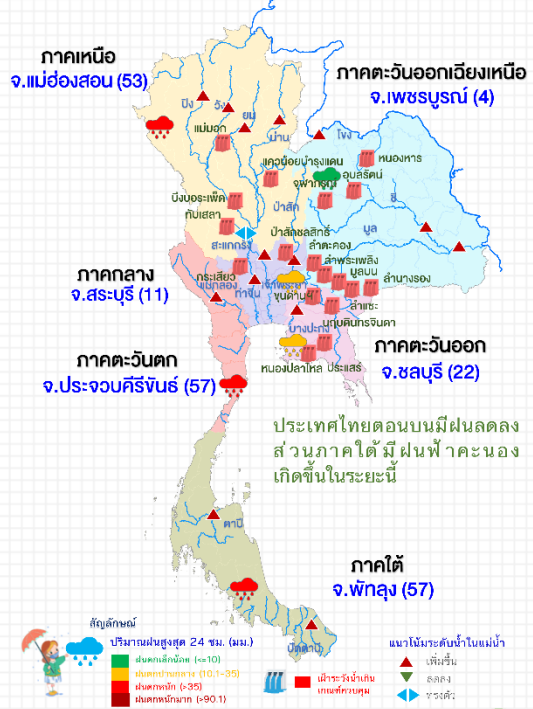 ภาคเหนือ
จ.แม่ฮ่องสอน (53)
ภาคตะวันออกเฉียงเหนือ
จ.เพชรบูรณ์ (4)
ปิง
วัง
ยม
น่าน
แม่มอก
โขง
แควน้อยบำรุงแดน
หนองหาร
จุฬาภรณ์
อุบลรัตน์
บึงบอระเพ็ด
ทับเสลา
ป่าสัก
ชี
มูล
สะแกกรัง
ป่าสักชลสิทธิ์
ลำตะคอง
ลำพระเพลิง
มูลบน
ลำนางรอง
ลำแชะ
ภาคกลาง
จ.สระบุรี (11)
กระเสียว
แม่กลอง
ท่าจีน
เจ้าพระยา
ขุนด่านฯ
นฤบดินทรจินดา
บางปะกง
ภาคตะวันตก
จ.ประจวบคีรีขันธ์ (57)
หนองปลาไหล
ประแสร์
ภาคตะวันออก
จ.ชลบุรี (22)
ประเทศไทยตอนบนมีฝนลดลง
ส่วนภาคใต้มีฝนฟ้าคะนอง
เกิดขึ้นในระยะนี้
ตาปี
ภาคใต้
จ.พัทลุง (57)
ปัตตานี
สัญลักษณ์
ปริมาณฝนสูงสุด 24 ชม. (มม.)
ฝนตกเล็กน้อย (<=10)
ฝนตกปานกลาง (10.1-35)
ฝนตกหนัก (>35)
ฝนตกหนักมาก (>90.1)
เฝ้าระวังน้ำเกิน
เกณฑ์ควบคุม
แนวโน้มระดับน้ำในแม่น้ำ
เพิ่มขึ้น
ลดลง
ทรงตัว